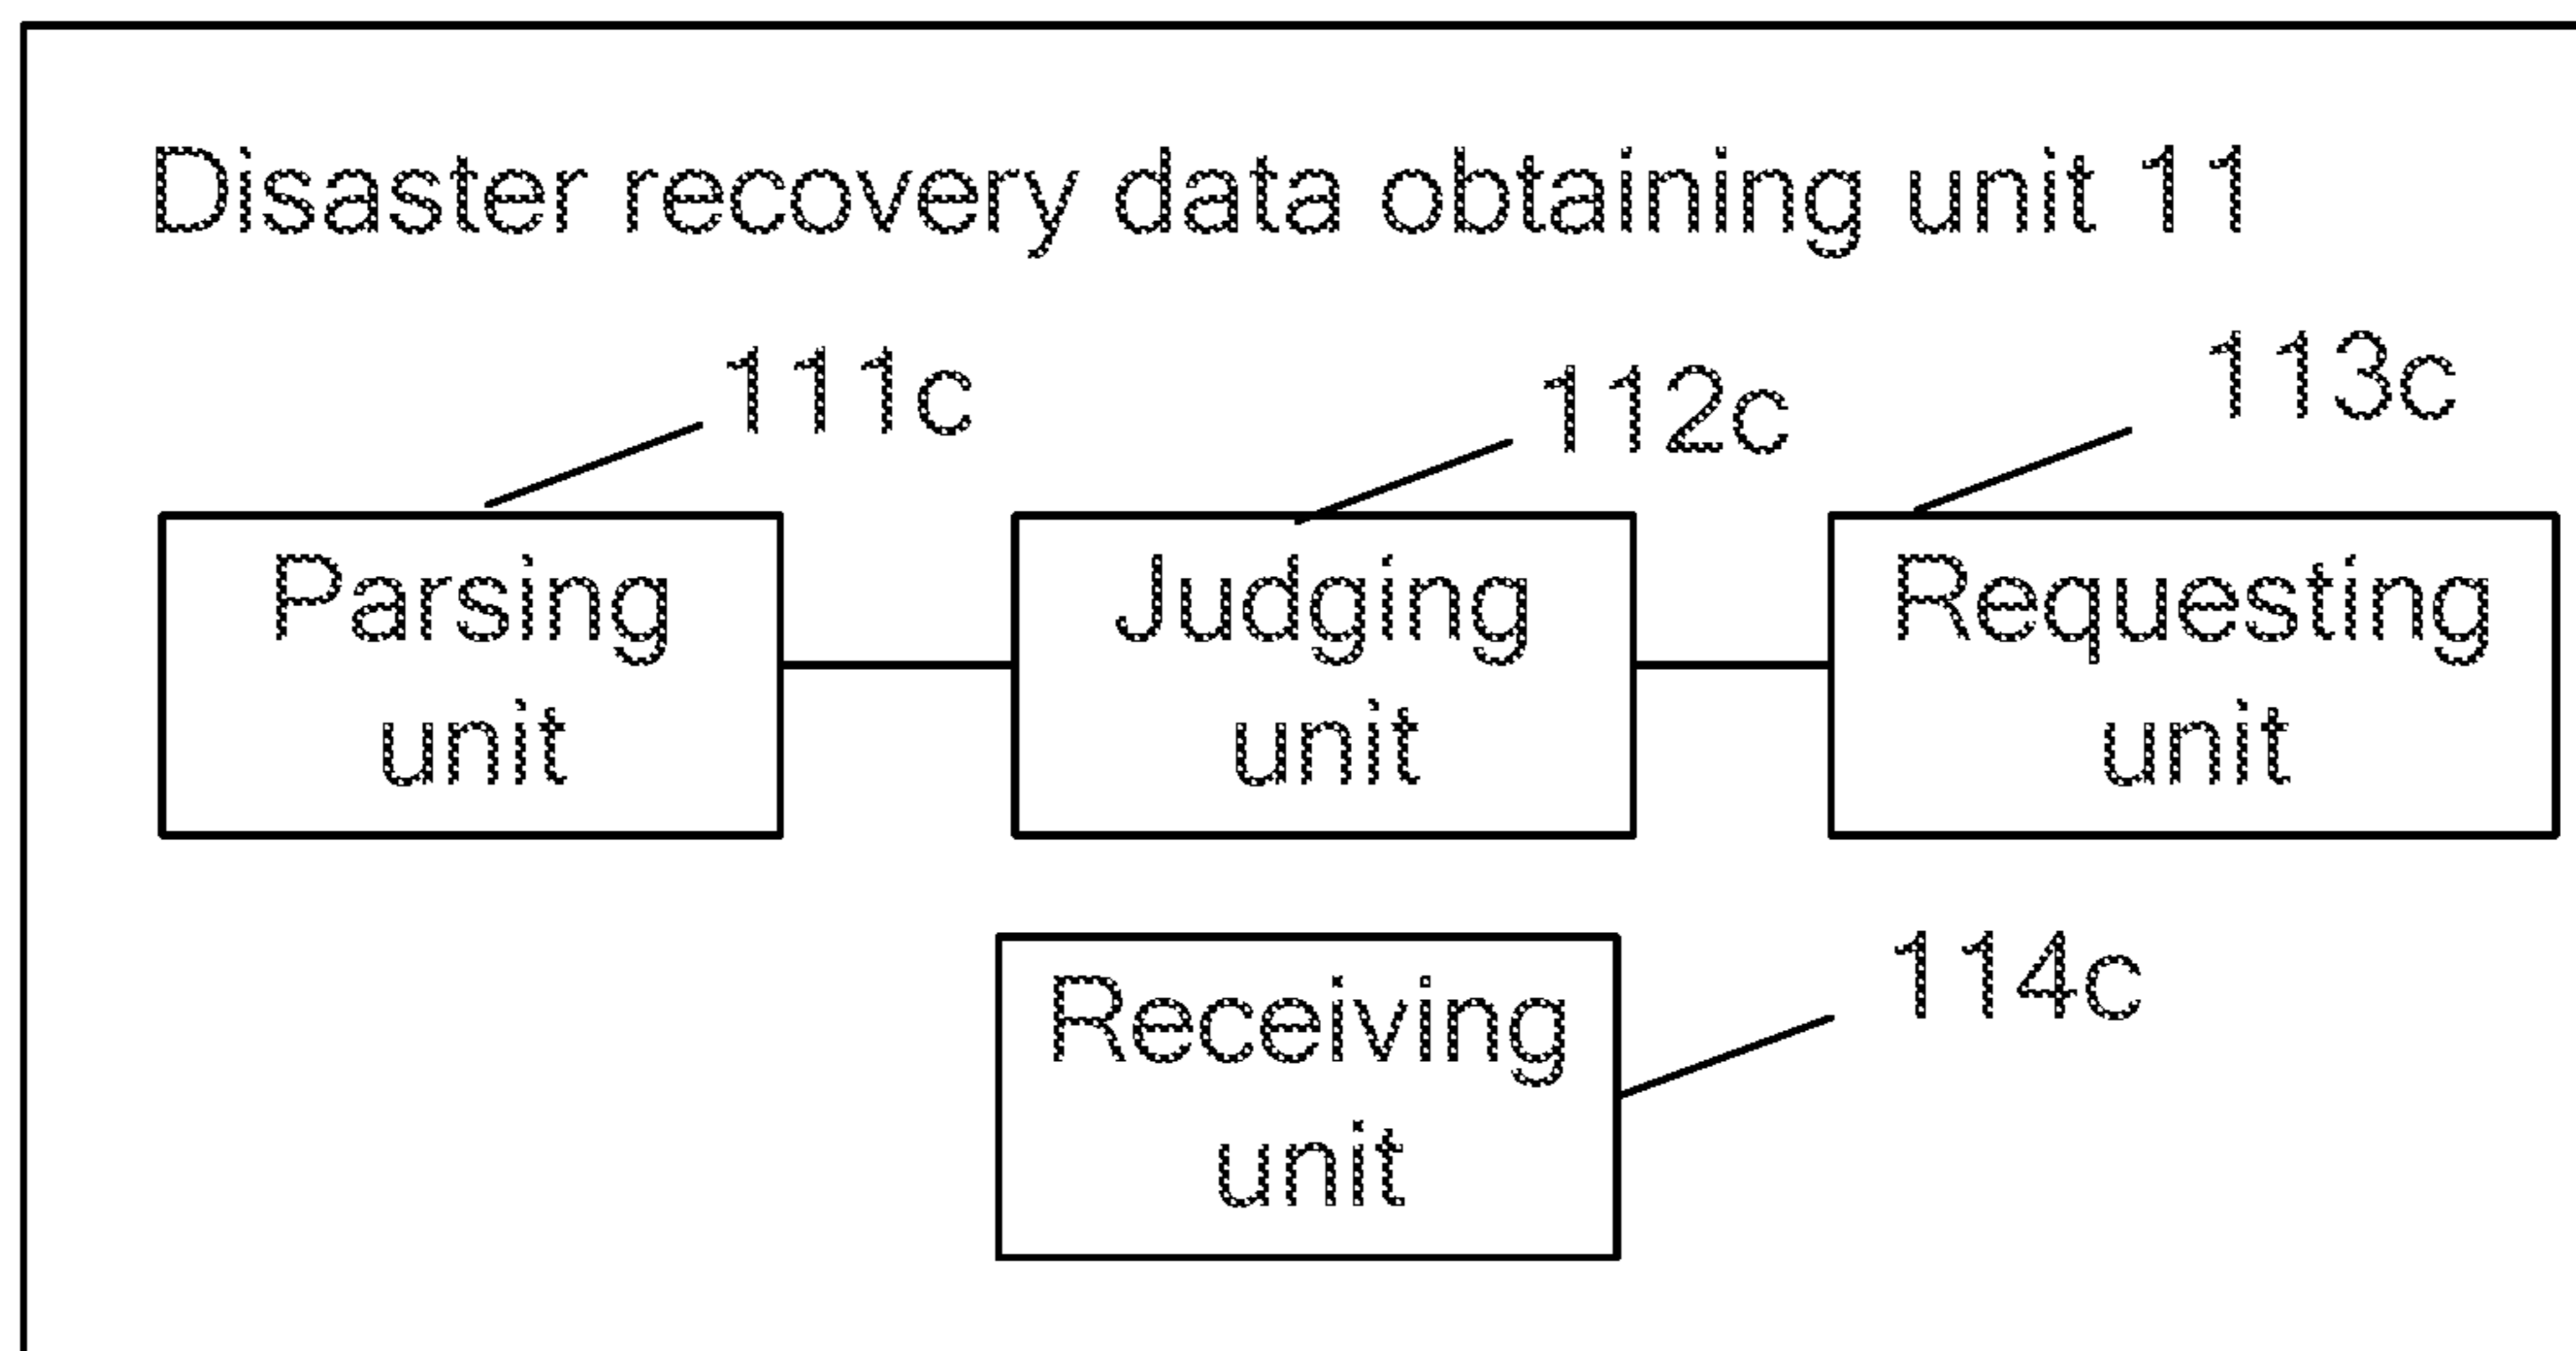 Disaster recovery data obtaining unit 11
111c
112c
113c
Parsing
unit
Judging
unit
Requesting
unit
Receiving
unit
114c